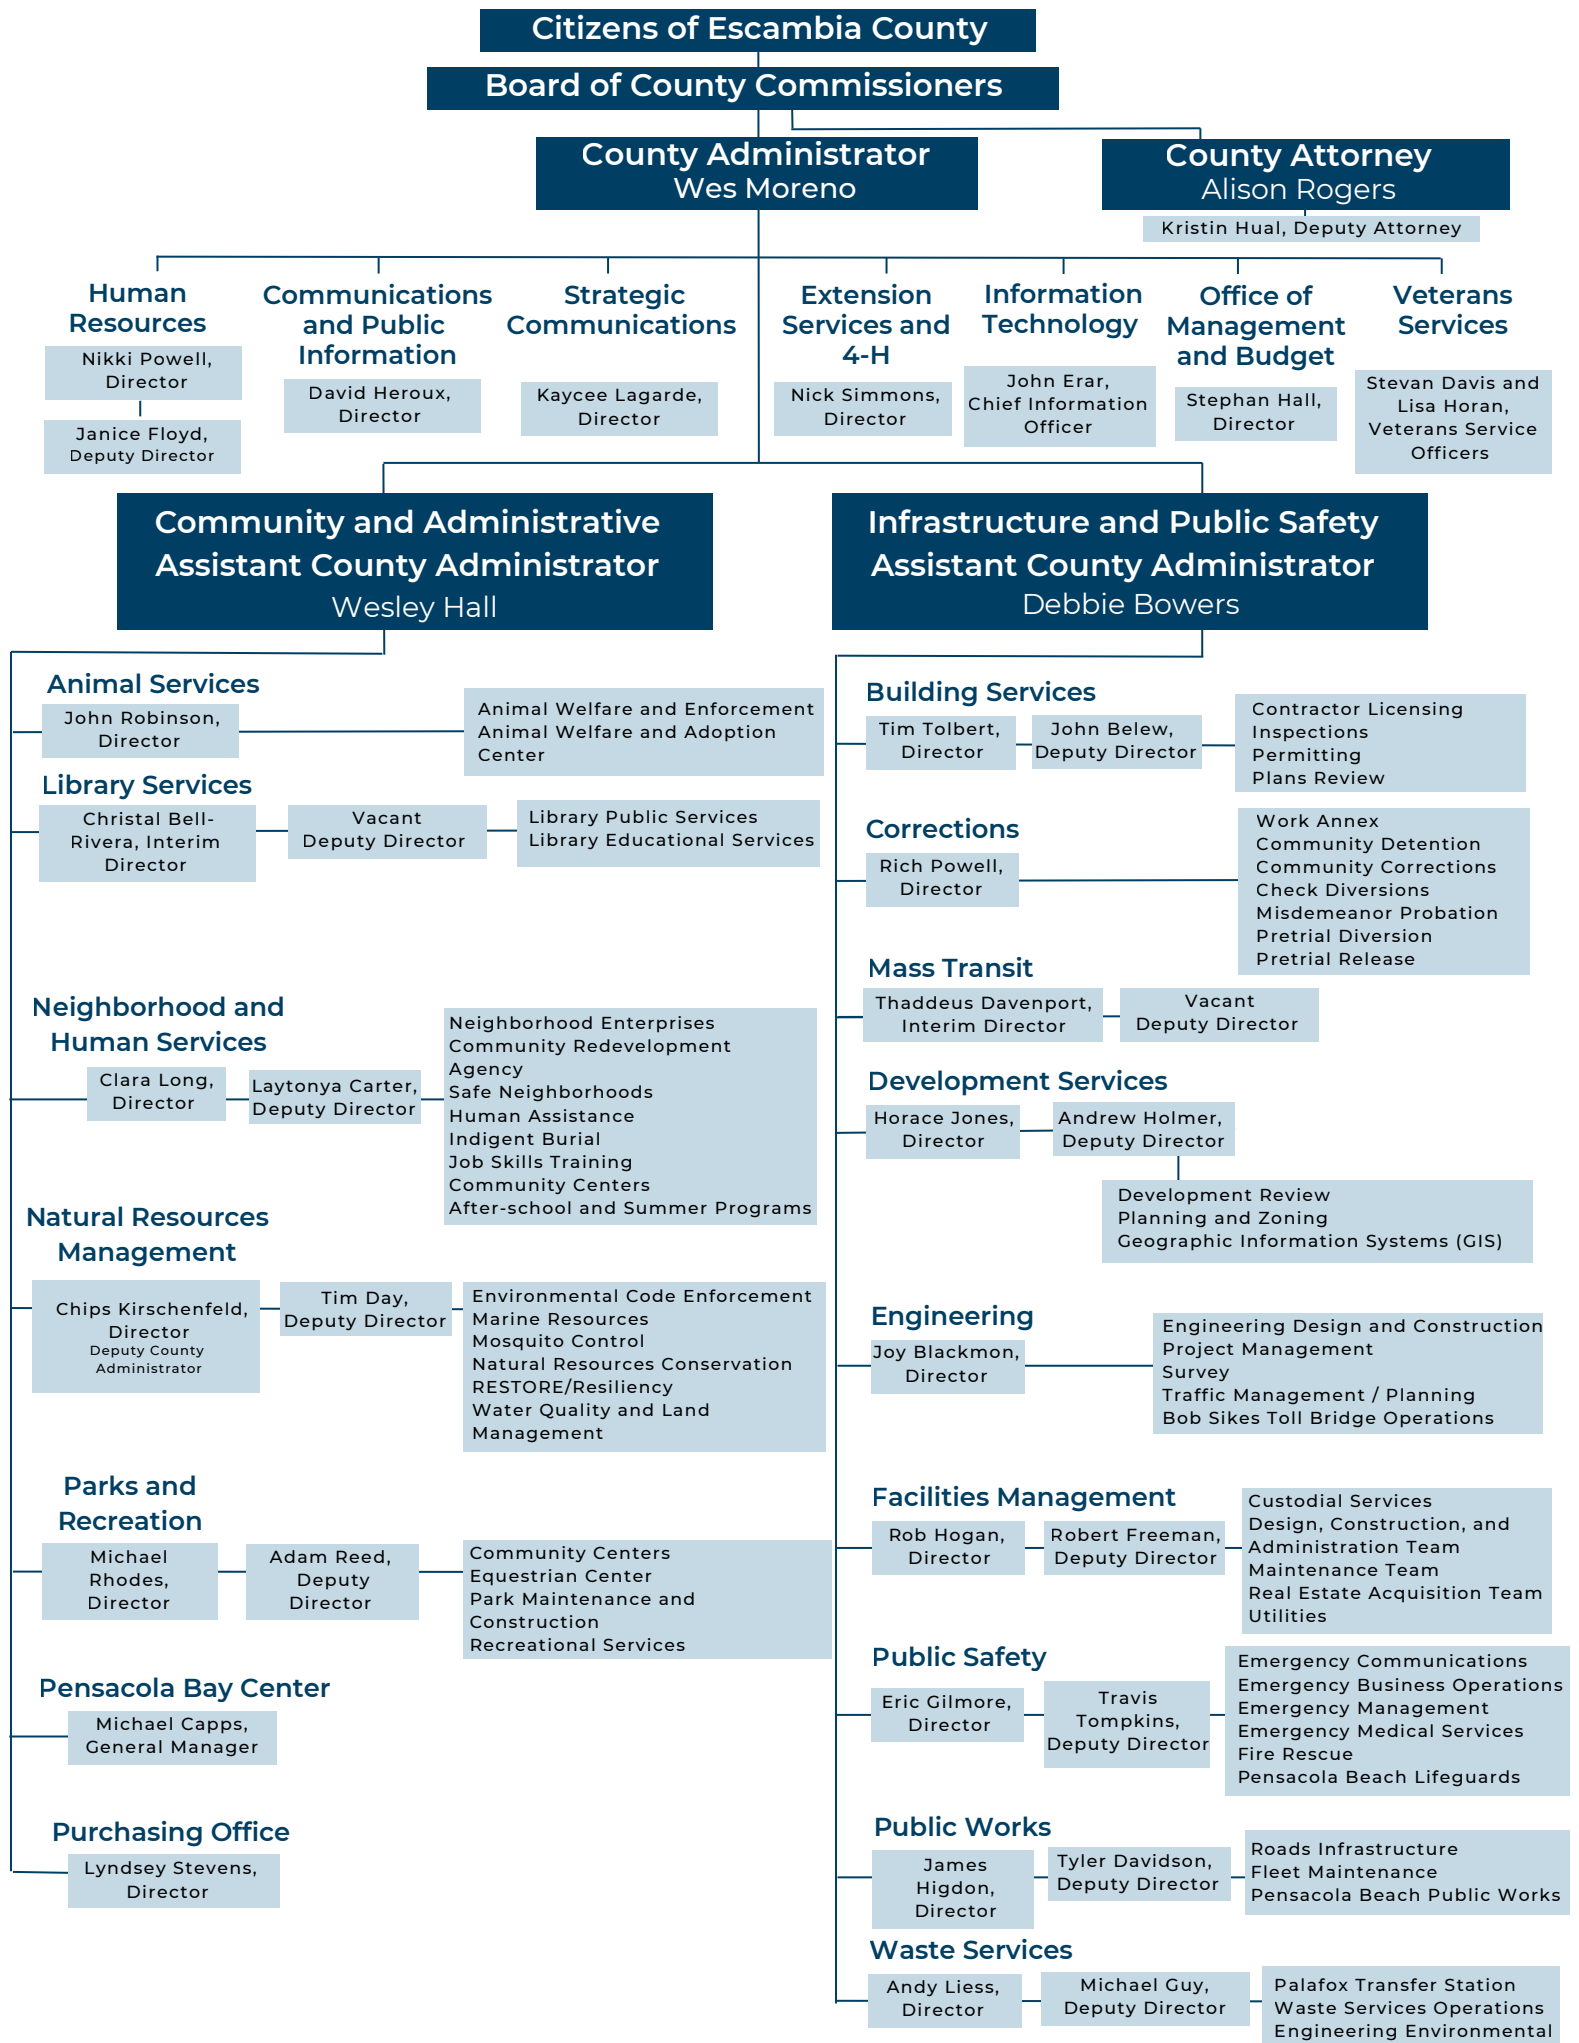 Citizens of Escambia County
Board of County Commissioners
County Administrator
Wes Moreno
County Attorney
Alison Rogers
Kristin Hual, Deputy Attorney
Human
Resources
Nikki Powell,
Director
Janice Floyd,
Deputy Director
Communications
and Public
Information
David Heroux,
Director
Strategic
Communications
Kaycee Lagarde,
Director
Extension
Services and
4-H
Nick Simmons,
Director
Information
Technology
John Erar,
Chief Information
Officer
Office of
Management
and Budget
Stephan Hall,
Director
Veterans
Services
Stevan Davis and
Lisa Horan,
Veterans Service
Officers
Community and Administrative
Assistant County Administrator
Wesley Hall
Animal Services
John Robinson,
Director
Animal Welfare and Enforcement
Animal Welfare and Adoption
Center
Library Services
Christal Bell-
Rivera, Interim
Director
Vacant
Deputy Director
Library Public Services
Library Educational Services
Neighborhood and
Human Services
Clara Long,
Director
Laytonya Carter,
Deputy Director
Neighborhood Enterprises
Community Redevelopment
Agency
Safe Neighborhoods
Human Assistance
Indigent Burial
Job Skills Training
Community Centers
After-school and Summer Programs
Natural Resources
Management
Chips Kirschenfeld,
Director
Deputy County
Administrator
Tim Day,
Deputy Director
Environmental Code Enforcement
Marine Resources
Mosquito Control
Natural Resources Conservation
RESTORE/Resiliency
Water Quality and Land
Management
Parks and
Recreation
Michael
Rhodes,
Director
Adam Reed,
Deputy
Director
Community Centers
Equestrian Center
Park Maintenance and
Construction
Recreational Services
Pensacola Bay Center
Michael Capps,
General Manager
Purchasing Office
Lyndsey Stevens,
Director
Infrastructure and Public Safety
Assistant County Administrator
Debbie Bowers
Building Services
Tim Tolbert,
Director
John Belew,
Deputy Director
Contractor Licensing
Inspections
Permitting
Plans Review
Corrections
Rich Powell,
Director
Work Annex
Community Detention
Community Corrections
Check Diversions
Misdemeanor Probation
Pretrial Diversion
Pretrial Release
Mass Transit
Thaddeus Davenport,
Interim Director
Vacant
Deputy Director
Development Services
Horace Jones,
Director
Andrew Holmer,
Deputy Director
Development Review
Planning and Zoning
Geographic Information Systems (GIS)
Engineering
Joy Blackmon,
Director
Engineering Design and Construction
Project Management
Survey
Traffic Management / Planning
Bob Sikes Toll Bridge Operations
Facilities Management
Rob Hogan,
Director
Robert Freeman,
Deputy Director
Custodial Services
Design, Construction, and
Administration Team
Maintenance Team
Real Estate Acquisition Team
Utilities
Public Safety
Eric Gilmore,
Director
Travis
Tompkins,
Deputy Director
Emergency Communications
Emergency Business Operations
Emergency Management
Emergency Medical Services
Fire Rescue
Pensacola Beach Lifeguards
Public Works
James
Higdon,
Director
Tyler Davidson,
Deputy Director
Roads Infrastructure
Fleet Maintenance
Pensacola Beach Public Works
Waste Services
Andy Liess,
Director
Michael Guy,
Deputy Director
Palafox Transfer Station
Waste Services Operations
Engineering Environmental